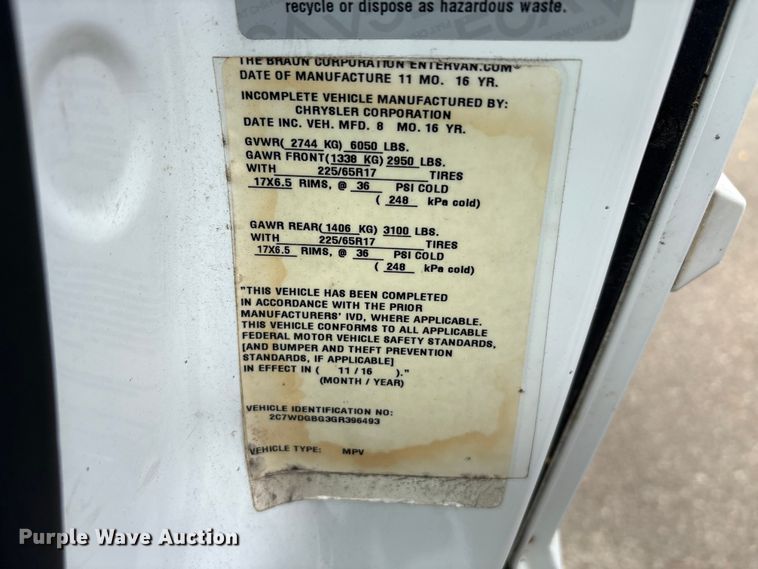 recycle or dispose as hazardous waste.
THE BRAUN CORPORATION ENTERVAN.COM®
DATE OF MANUFACTURE 11 MO. 16 YR.
INCOMPLETE VEHICLE MANUFACTURED BY:
CHRYSLER CORPORATION
DATE INC. VEH. MFD. 8 MO. 16 YR.
GVWR( 2744 KG) 6050 LBS.
GAWR FRONT(1338 KG) 2950 LBS.
WITH 225/65R17 TIRES
17X6.5 RIMS, @ 36 PSI COLD
( 248 kPa cold)
GAWR REAR(1406 KG) 3100 LBS.
WITH 225/65R17 TIRES
17X6.5 RIMS, @ 36 PSI COLD
( 248 kPa cold)
"THIS VEHICLE HAS BEEN COMPLETED
IN ACCORDANCE WITH THE PRIOR
MANUFACTURERS' IVD, WHERE APPLICABLE.
THIS VEHICLE CONFORMS TO ALL APPLICABLE
FEDERAL MOTOR VEHICLE SAFETY STANDARDS,
[AND BUMPER AND THEFT PREVENTION
STANDARDS, IF APPLICABLE]
IN EFFECT IN ( 11 / 16 )."
(MONTH / YEAR)
VEHICLE IDENTIFICATION NO:
2C7WDGBG3GR396493
VEHICLE TYPE: MPV
Purple Wave Auction